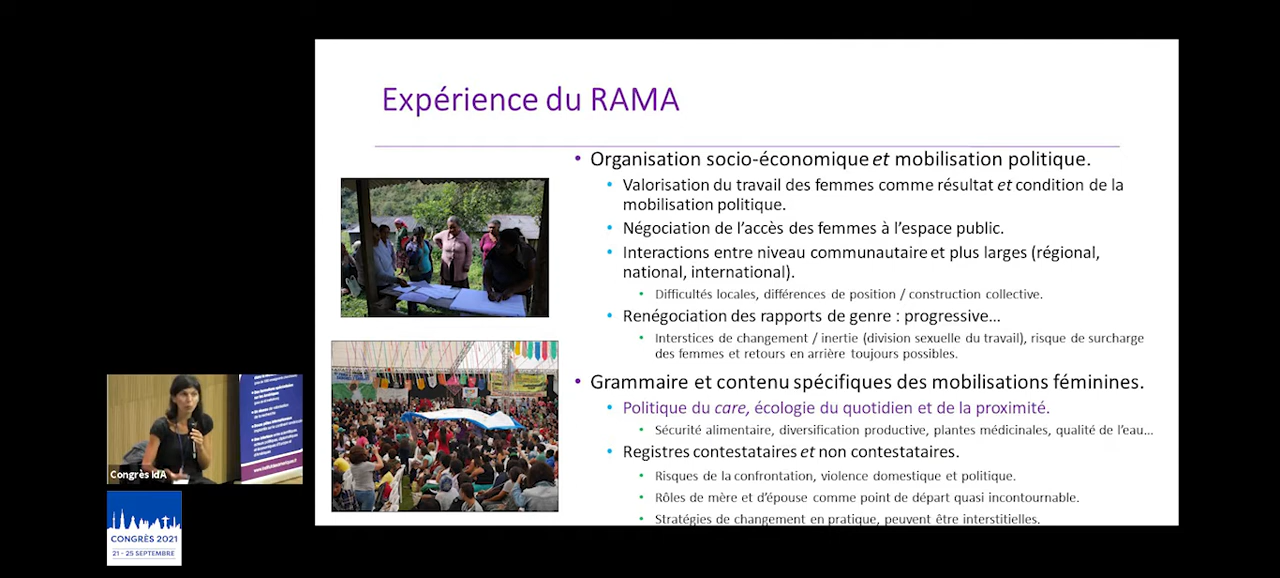 Expérience du RAMA
• Organisation socio-économique et mobilisation politique.
• Valorisation du travail des femmes comme résultat et condition de la
mobilisation politique.
• Négociation de l’accès des femmes à l’espace public.
• Interactions entre niveau communautaire et plus larges (régional,
national, international).
• Difficultés locales, différences de position / construction collective.
• Renégociation des rapports de genre : progressive…
• Interstices de changement / inertie (division sexuelle du travail), risque de surcharge
des femmes et retours en arrière toujours possibles.
• Grammaire et contenu spécifiques des mobilisations féminines.
• Politique du care, écologie du quotidien et de la proximité.
• Sécurité alimentaire, diversification productive, plantes médicinales, qualité de l’eau…
• Registres contestataires et non contestataires.
• Risques de la confrontation, violence domestique et politique.
• Rôles de mère et d’épouse comme point de départ quasi incontournable.
• Stratégies de changement en pratique, peuvent être interstitielles.
Congrès IdA
CONGRÈS 2021
21 - 25 SEPTEMBRE